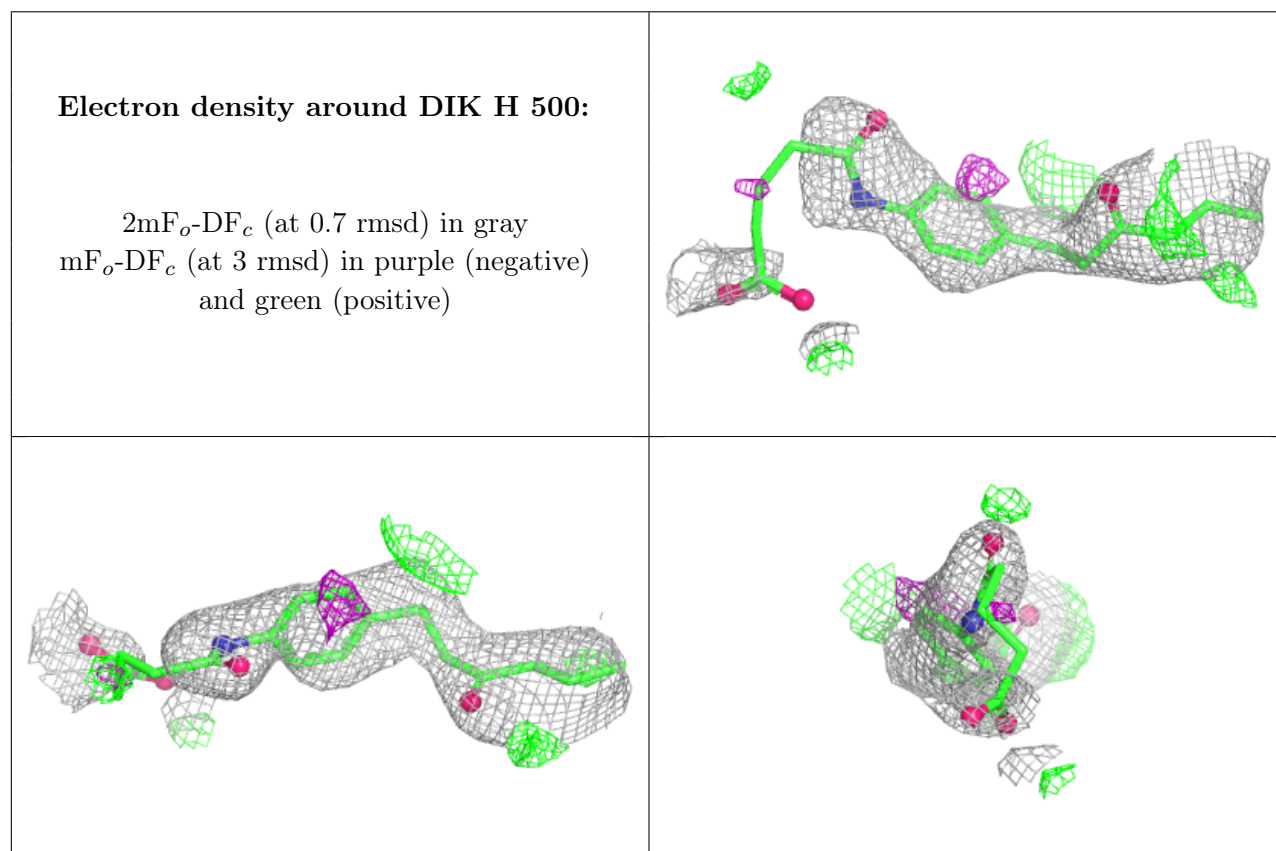 Electron density around DIK H 500:
2mFo-DFc (at 0.7 rmsd) in gray
mFo-DFc (at 3 rmsd) in purple (negative)
and green (positive)